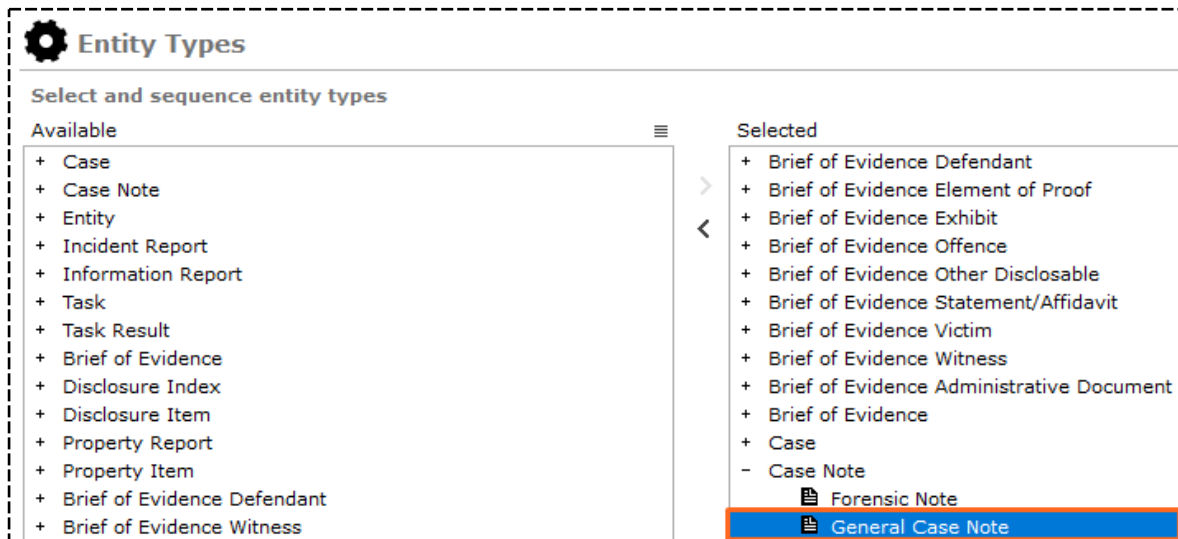 Entity Types
Select and sequence entity types
Available
+ Case
+ Case Note
+ Entity
+ Incident Report
+ Information Report
+ Task
+ Task Result
+ Brief of Evidence
+ Disclosure Index
+ Disclosure Item
+ Property Report
+ Property Item
+ Brief of Evidence Defendant
+ Brief of Evidence Witness
Selected
+ Brief of Evidence Defendant
+ Brief of Evidence Element of Proof
+ Brief of Evidence Exhibit
+ Brief of Evidence Offence
+ Brief of Evidence Other Disclosable
+ Brief of Evidence Statement/Affidavit
+ Brief of Evidence Victim
+ Brief of Evidence Witness
+ Brief of Evidence Administrative Document
+ Brief of Evidence
+ Case
- Case Note
Forensic Note
General Case Note